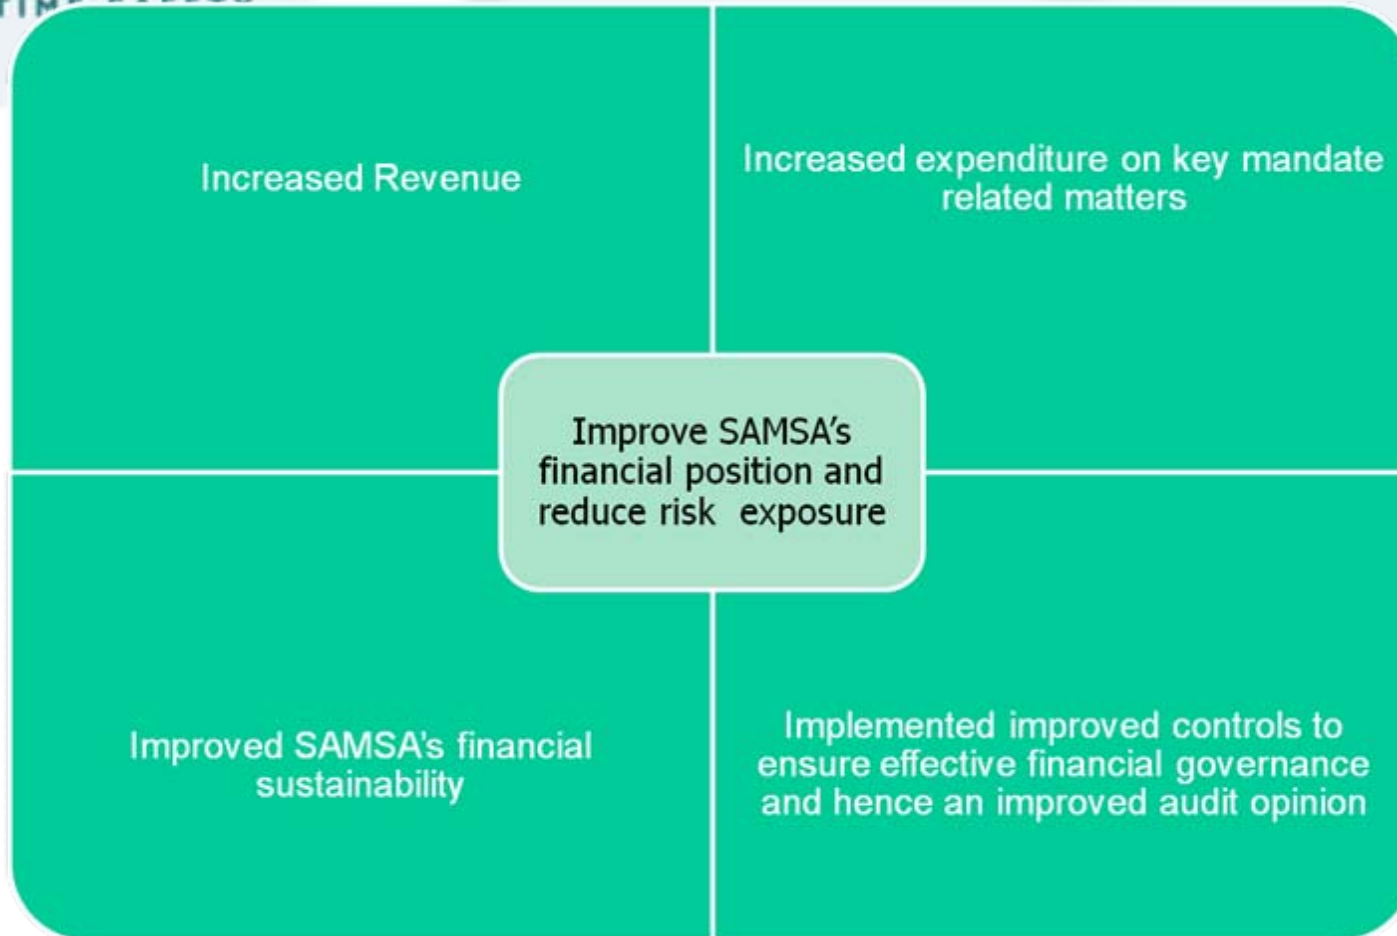 Increased Revenue
Increased expenditure on key mandate
related matters
Improve SAMSA's
financial position and
reduce risk exposure
Improved SAMSA's financial
sustainability
Implemented improved controls to
ensure effective financial governance
and hence an improved audit opinion